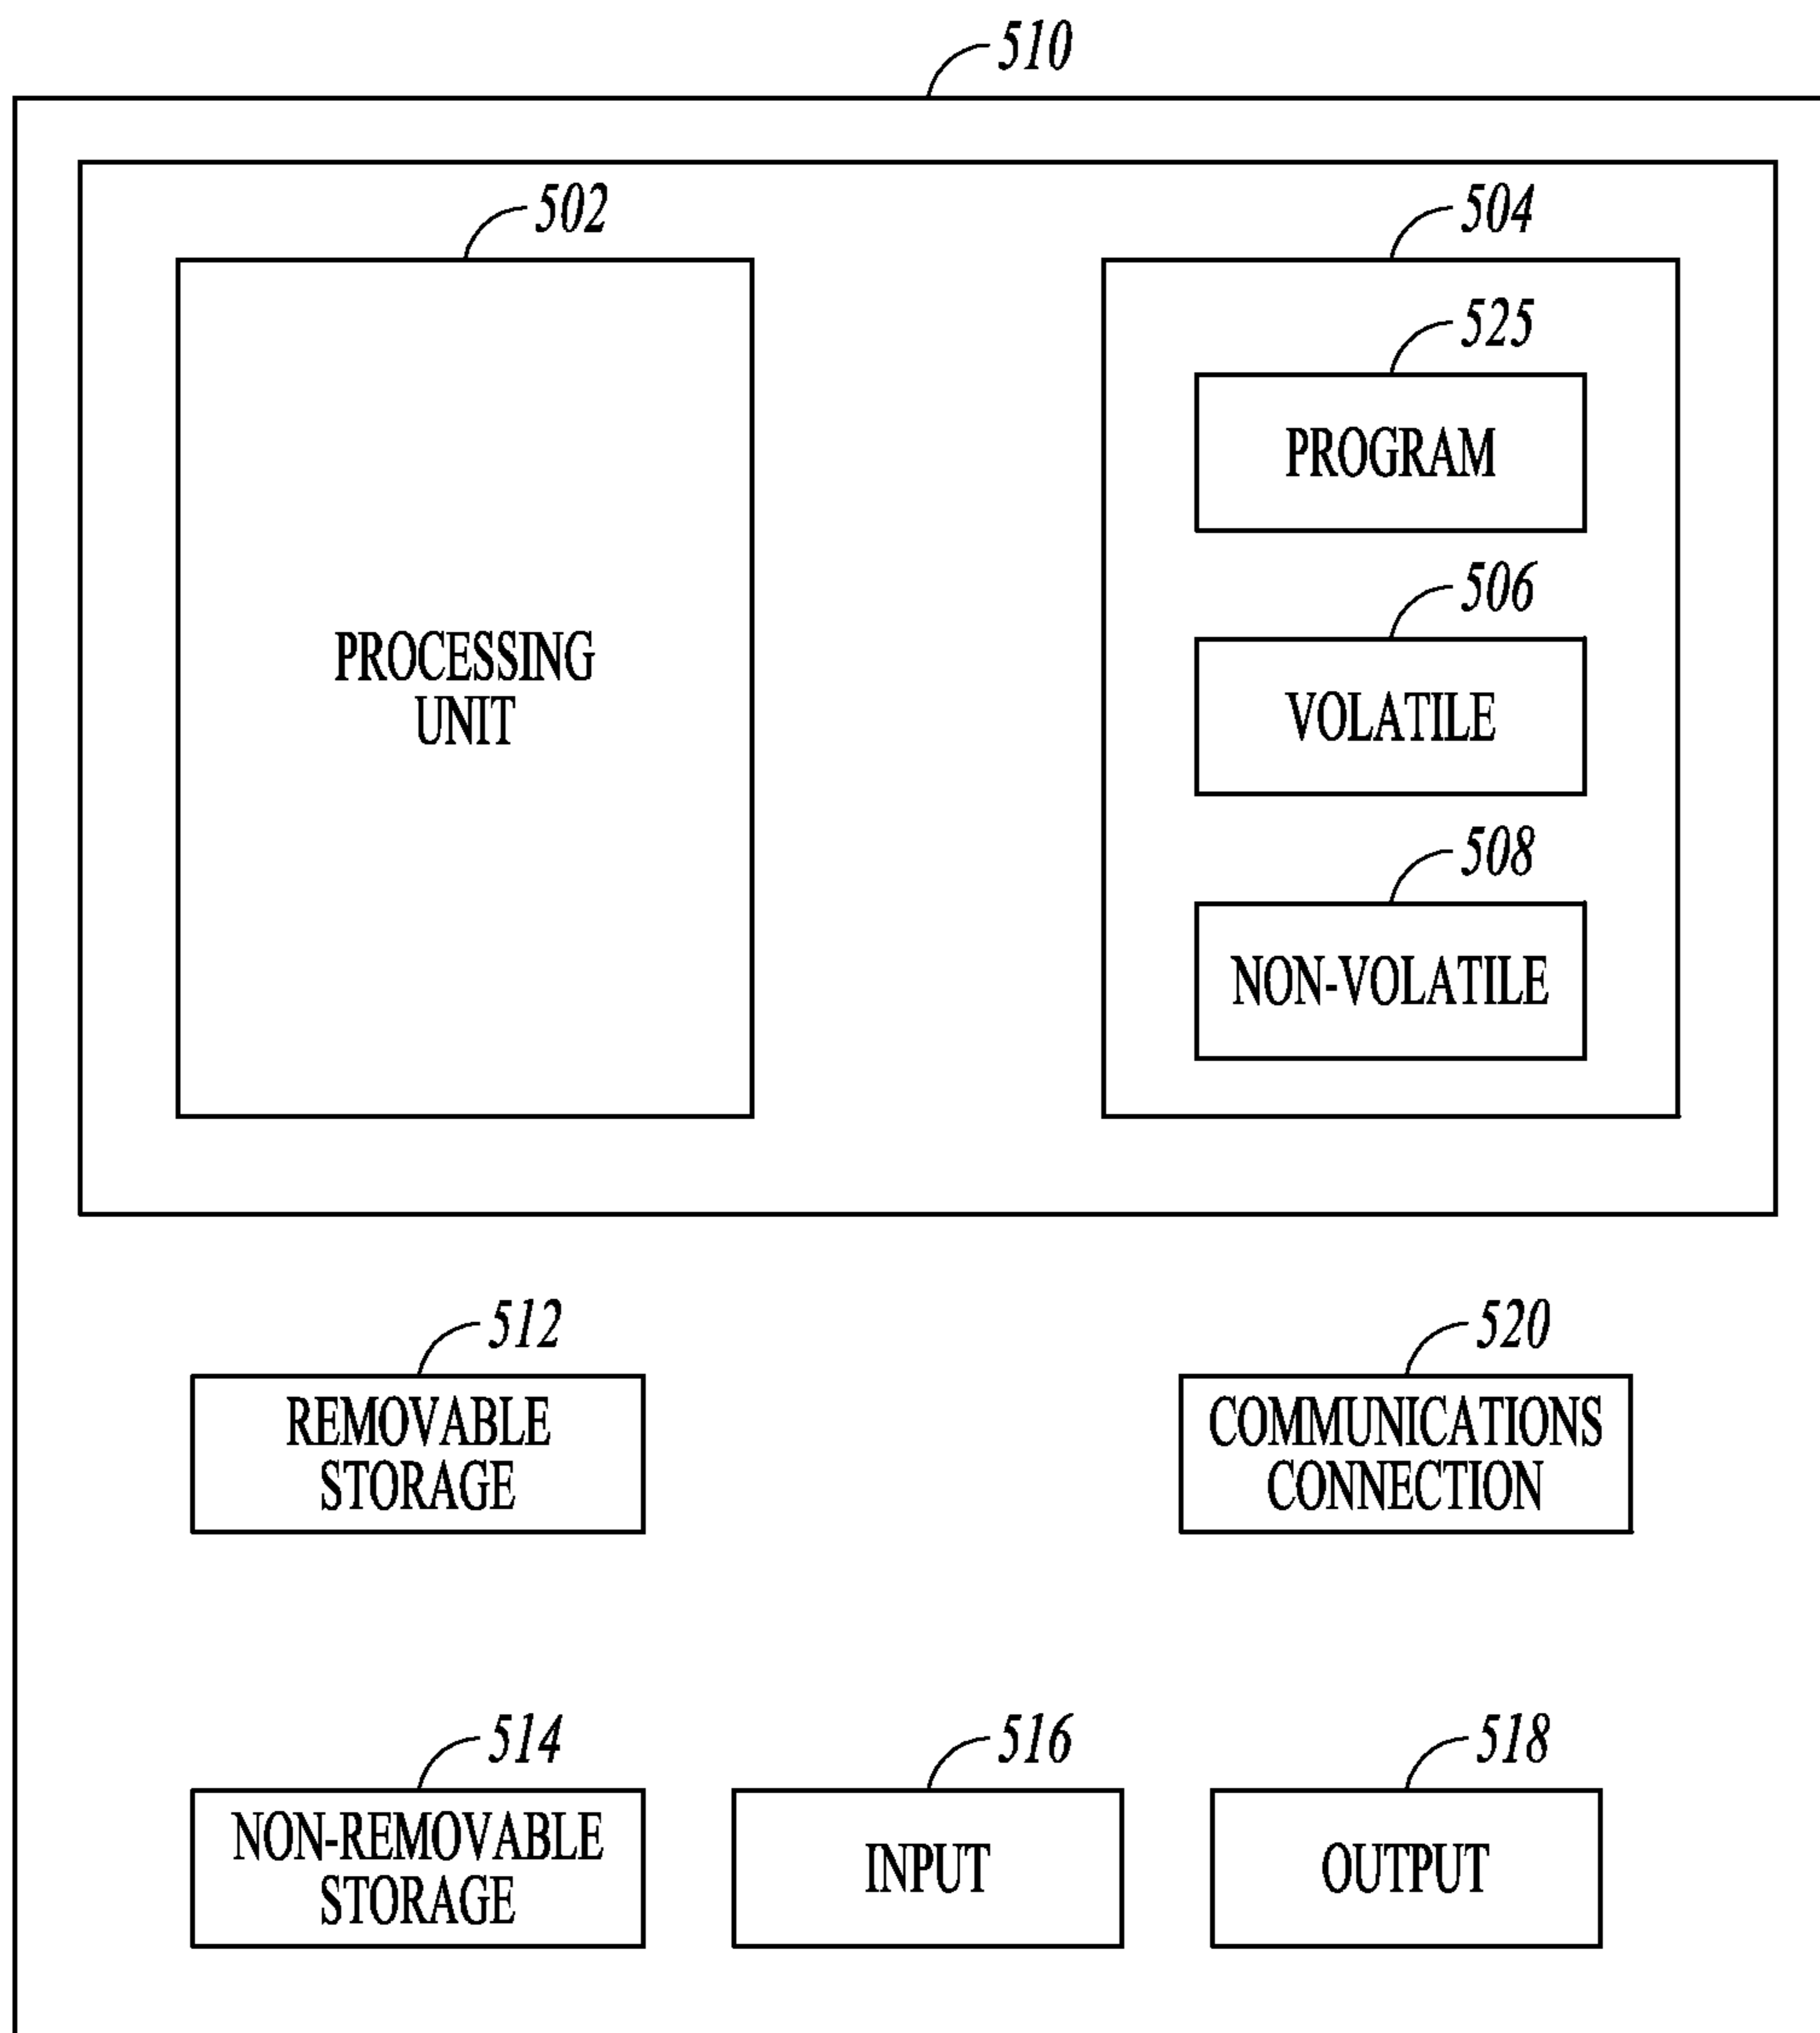 510
502
504
525
PROGRAM
506
PROCESSING
UNIT
VOLATILE
508
NON-VOLATILE
512
520
REMOVABLE
STORAGE
COMMUNICATIONS
CONNECTION
514
516
518
NON-REMOVABLE
STORAGE
INPUT
OUTPUT